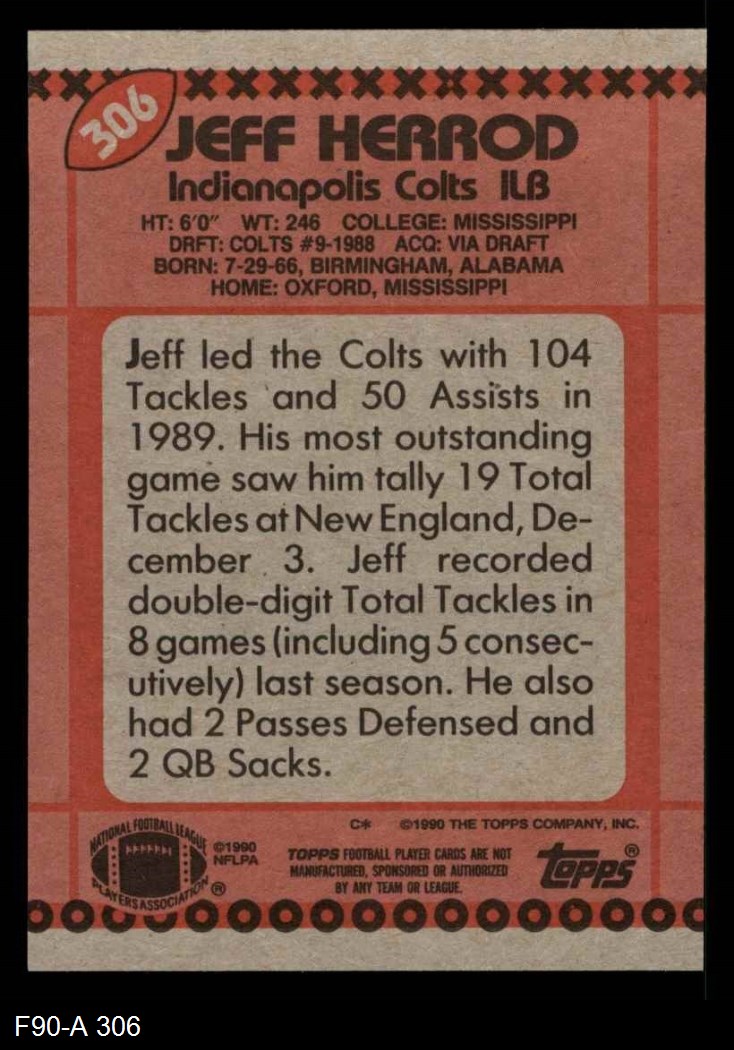 306
JEFF HERROD
Indianapolis Colts ILB
HT: 6'0" WT: 246 COLLEGE: MISSISSIPPI
DRFT: COLTS #9-1988 ACQ: VIA DRAFT
BORN: 7-29-66, BIRMINGHAM, ALABAMA
HOME: OXFORD, MISSISSIPPI
Jeff led the Colts with 104
Tackles and 50 Assists in
1989. His most outstanding
game saw him tally 19 Total
Tackles at New England, De-
cember 3. Jeff recorded
double-digit Total Tackles in
8 games (including 5 consec-
utively) last season. He also
had 2 Passes Defensed and
2 QB Sacks.
C* ©1990 THE TOPPS COMPANY, INC.
NATIONAL FOOTBALL LEAGUE
PLAYERS ASSOCIATION ®
©1990
NFLPA
TOPPS FOOTBALL PLAYER CARDS ARE NOT
MANUFACTURED, SPONSORED OR AUTHORIZED
BY ANY TEAM OR LEAGUE.
TOPPS®
F90-A 306